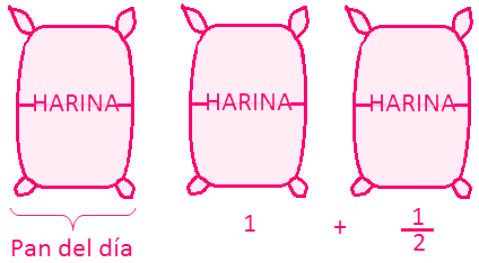 HARINA HARINA HARINA
1 + 1/2
Pan del día